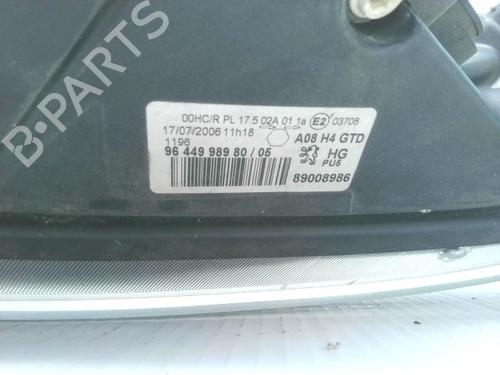 B-PARTS
00HC/R PL 17.5 02A 01 1a E2 03708
17/07/2006 11h18 A08 H4 GTD
1196
96 449 989 80 / 05 HG
PU5
89008986